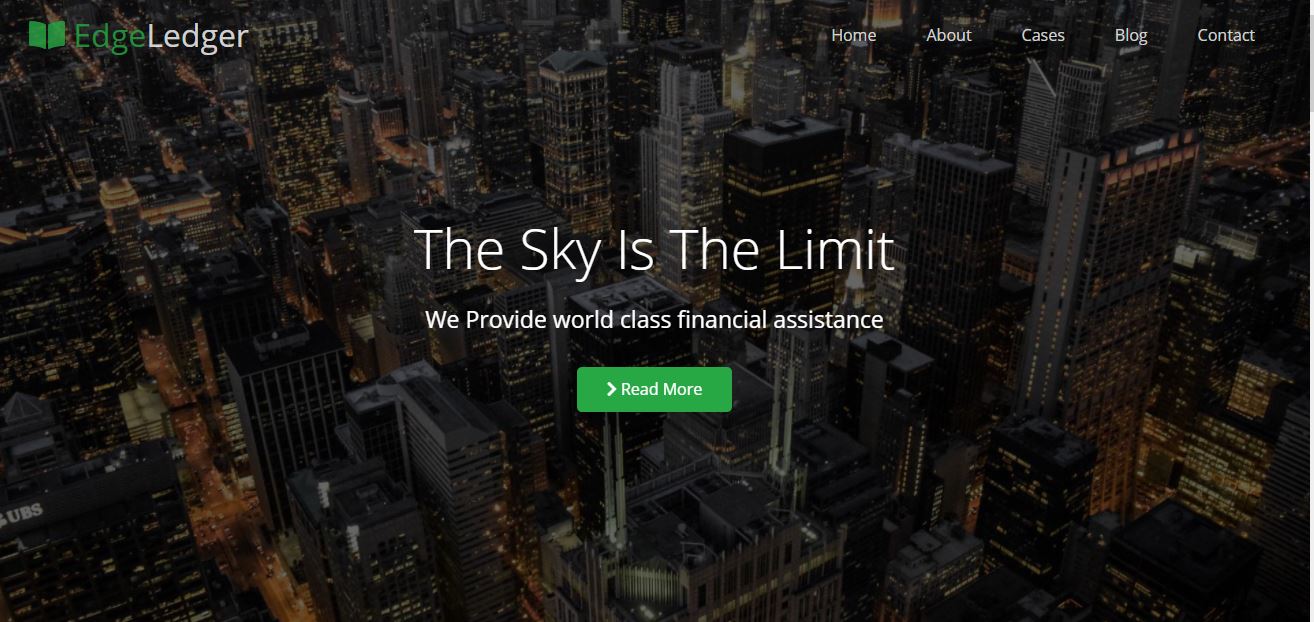 EdgeLedger
Home About Cases Blog Contact
The Sky Is The Limit
We Provide world class financial assistance
Read More
UBS